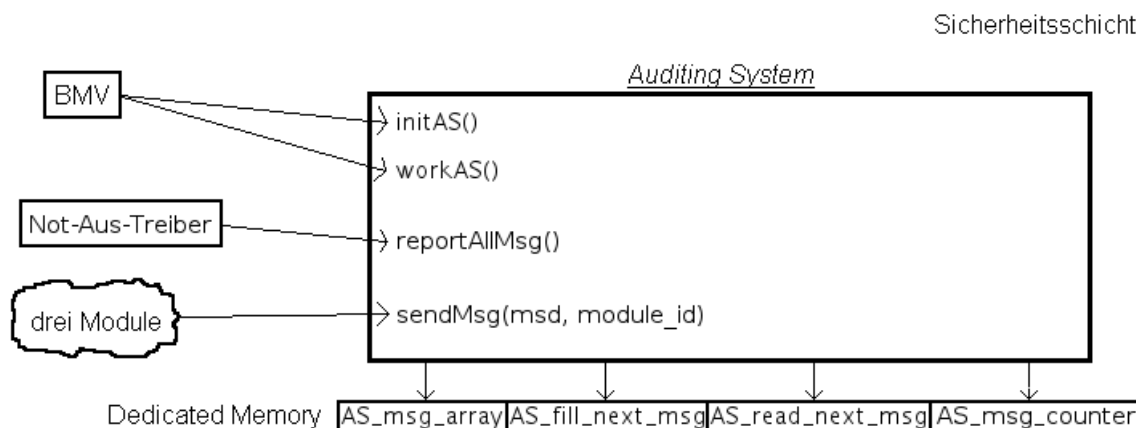 Sicherheitsschicht
Auditing System
BMV
initAS()
workAS()
Not-Aus-Treiber
reportAllMsg()
drei Module
sendMsg(msd, module_id)
Dedicated Memory AS_msg_array AS_fill_next_msg AS_read_next_msg AS_msg_counter